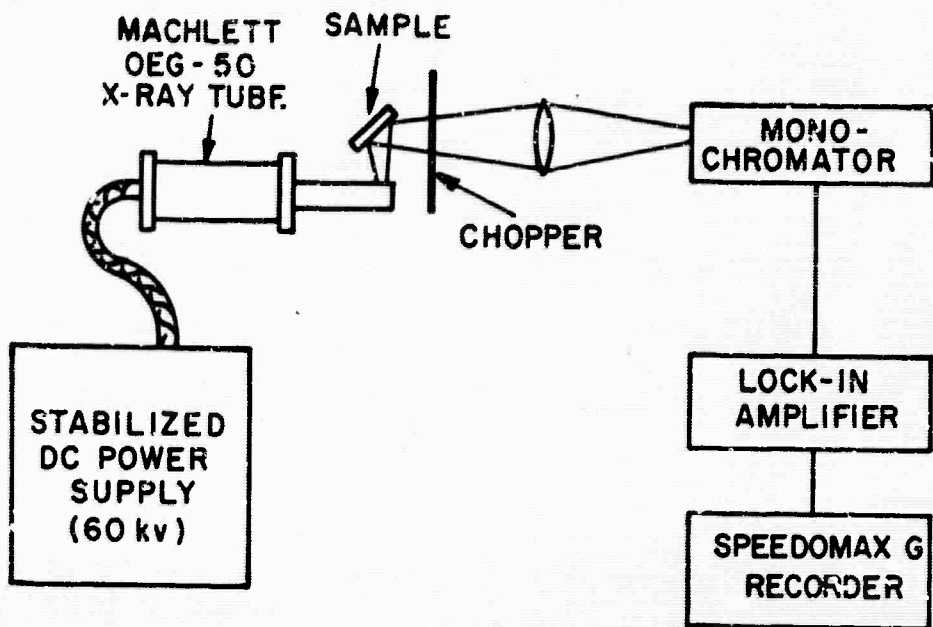 MACHLETT
OEG-50
X-RAY TUBE
SAMPLE
CHOPPER
MONO-
CHROMATOR
STABILIZED
DC POWER
SUPPLY
(60 kv)
LOCK-IN
AMPLIFIER
SPEEDOMAX G
RECORDER